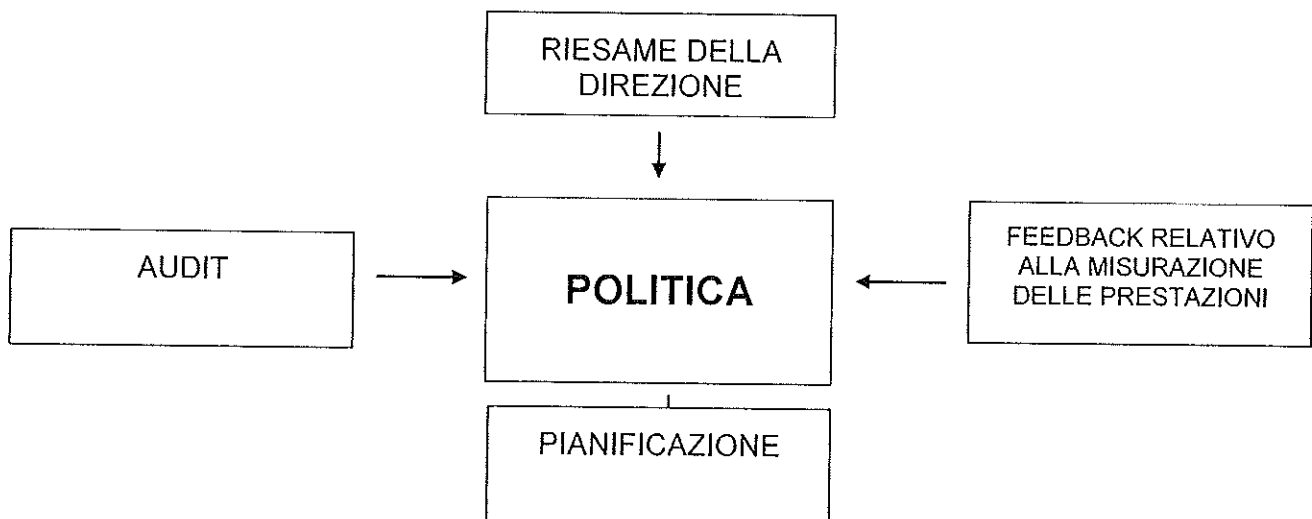 RIESAME DELLA
DIREZIONE
AUDIT
POLITICA
FEEDBACK RELATIVO
ALLA MISURAZIONE
DELLE PRESTAZIONI
PIANIFICAZIONE